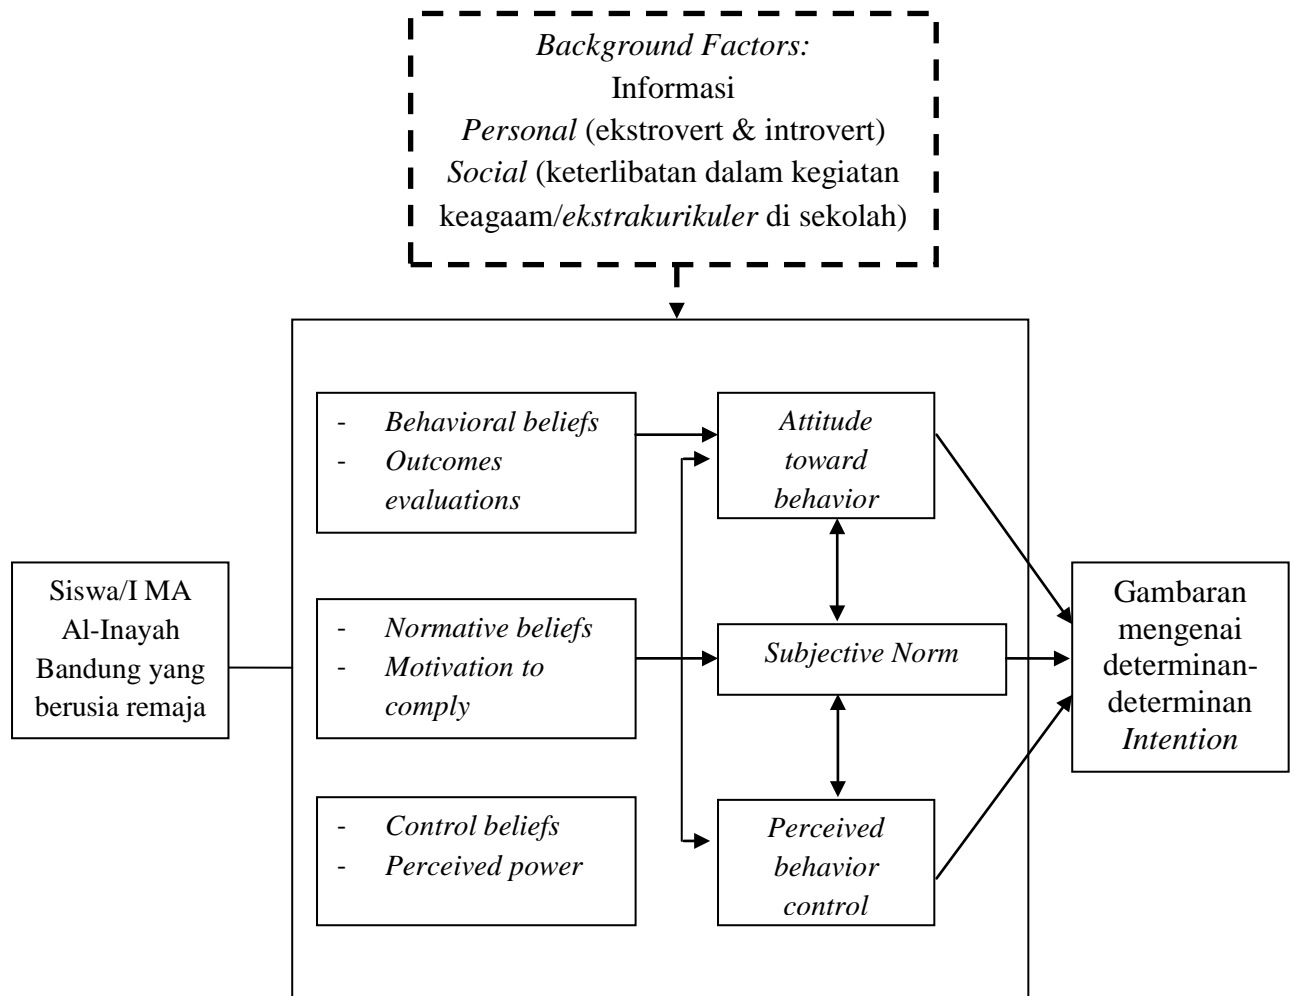 Background Factors:
Informasi
Personal (ekstrovert & introvert)
Social (keterlibatan dalam kegiatan
keagaam/ekstrakurikuler di sekolah)
- Behavioral beliefs
- Outcomes
evaluations
Attitude
toward
behavior
Siswa/I MA
Al-Inayah
Bandung yang
berusia remaja
- Normative beliefs
- Motivation to
comply
Subjective Norm
Gambaran
mengenai
determinan-
determinan
Intention
- Control beliefs
- Perceived power
Perceived
behavior
control